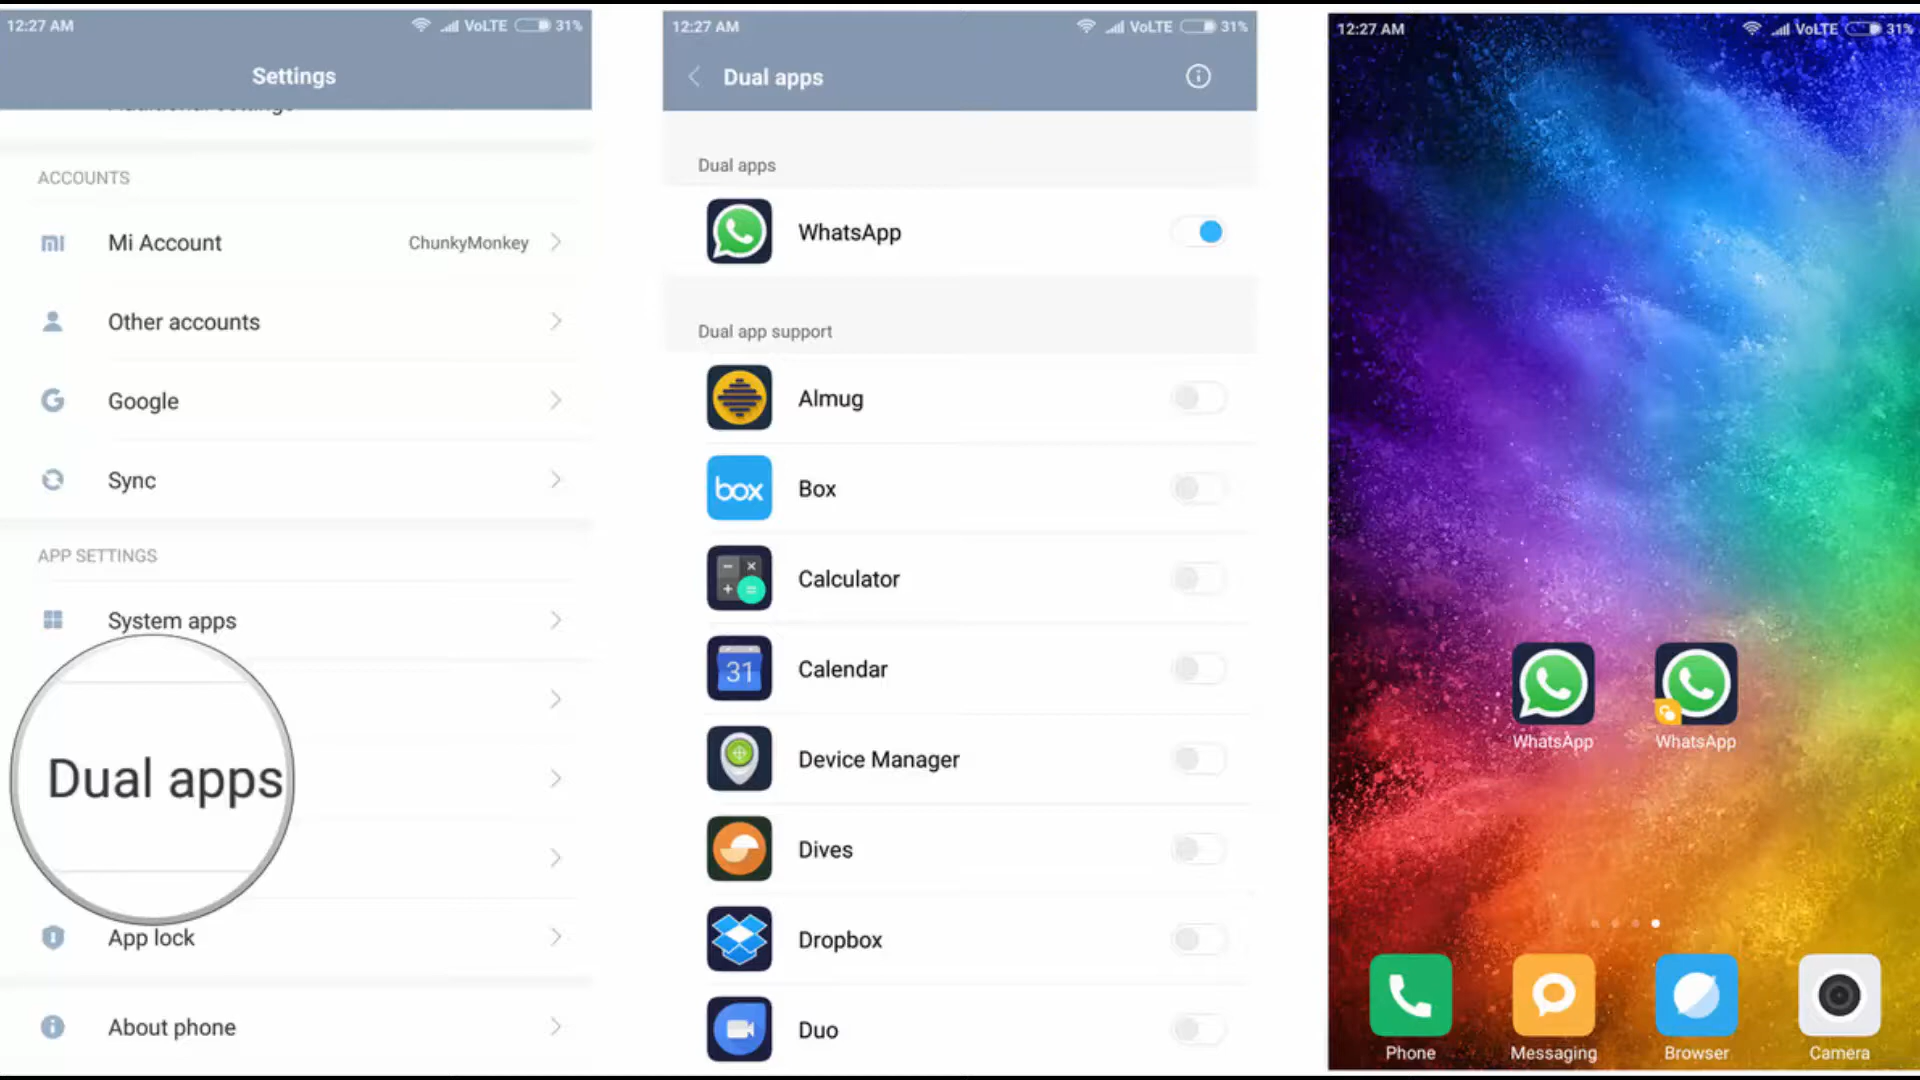 12:27 AM
VoLTE
31%
Settings
ACCOUNTS
Mi Account
ChunkyMonkey
Other accounts
Google
Sync
APP SETTINGS
System apps
Dual apps
App lock
About phone
12:27 AM
VoLTE
31%
Dual apps
Dual apps
WhatsApp
Dual app support
Almug
box
Box
Calculator
31
Calendar
Device Manager
Dives
Dropbox
Duo
12:27 AM
VoLTE
31%
WhatsApp
WhatsApp
Phone
Messaging
Browser
Camera